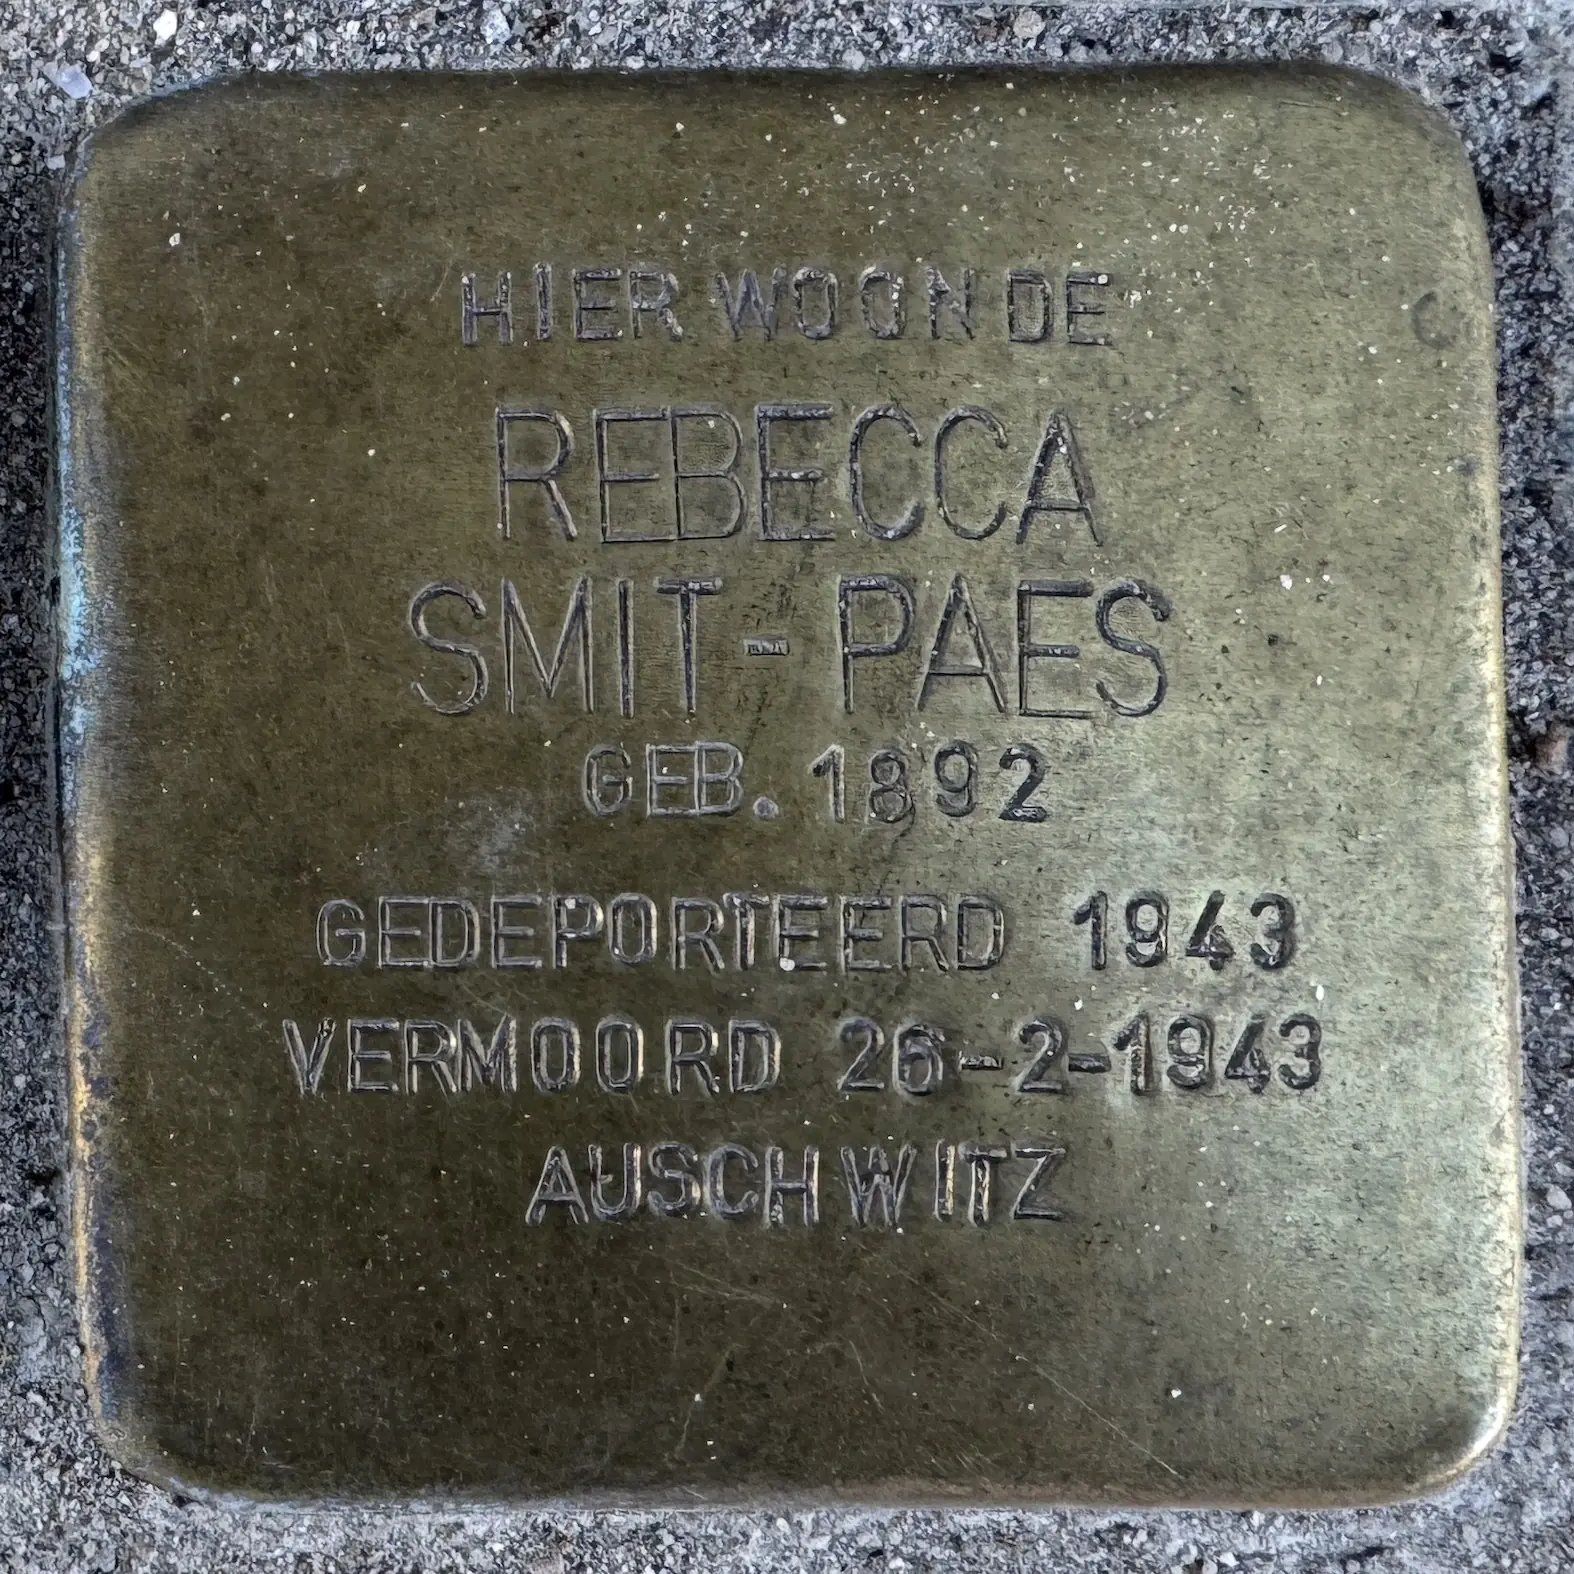 HIER WOONDE
REBECCA
SMIT-PAES
GEB. 1892
GEDEPORTEERD 1943
VERMOORD 26-2-1943
AUSCHWITZ